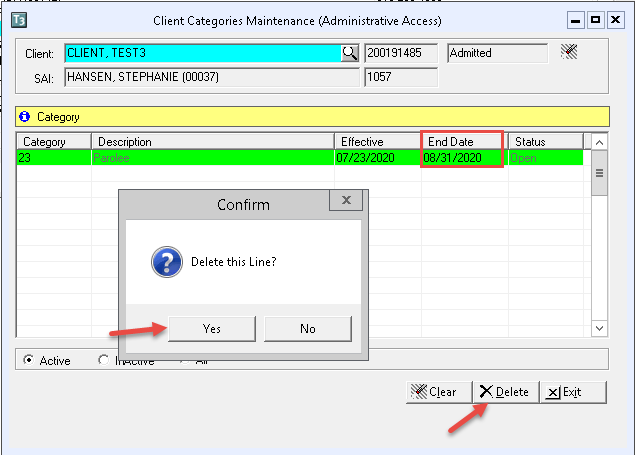 T3 Client Categories Maintenance (Administrative Access)
Client: CLIENT, TEST3 200191485 Admitted
SAI: HANSEN, STEPHANIE (00037) 1057
Category
Category Description Effective End Date Status
23 Parolee 07/23/2020 08/31/2020 Open
Confirm
Delete this Line?
Yes No
Active InActive All
Clear Delete Exit